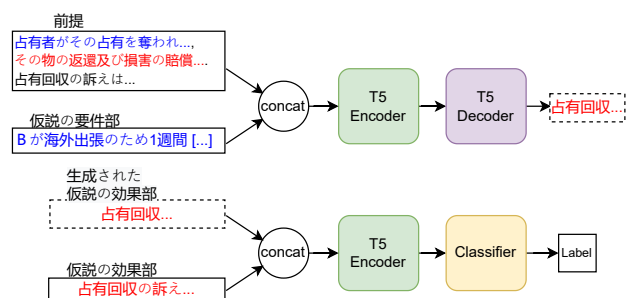 前提
占有者がその占有を奪われ...,
その物の返還及び損害の賠償....
占有回収の訴えは...
仮説の要件部
B が海外出張のため1週間 [...]
concat
T5
Encoder
T5
Decoder
占有回収...
生成された
仮説の効果部
占有回収...
仮説の効果部
占有回収の訴え...
concat
T5
Encoder
Classifier
Label